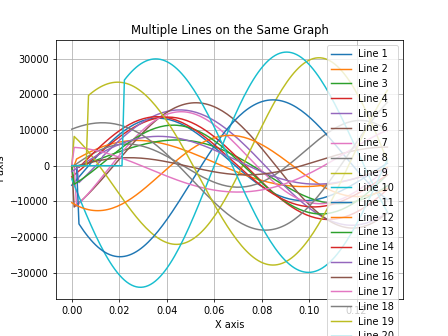 Multiple Lines on the Same Graph
30000
20000
10000
0
−10000
−20000
−30000
0.00
0.02
0.04
0.06
0.08
0.10
X axis
Line 1
Line 2
Line 3
Line 4
Line 5
Line 6
Line 7
Line 8
Line 9
Line 10
Line 11
Line 12
Line 13
Line 14
Line 15
Line 16
Line 17
Line 18
Line 19
Line 20